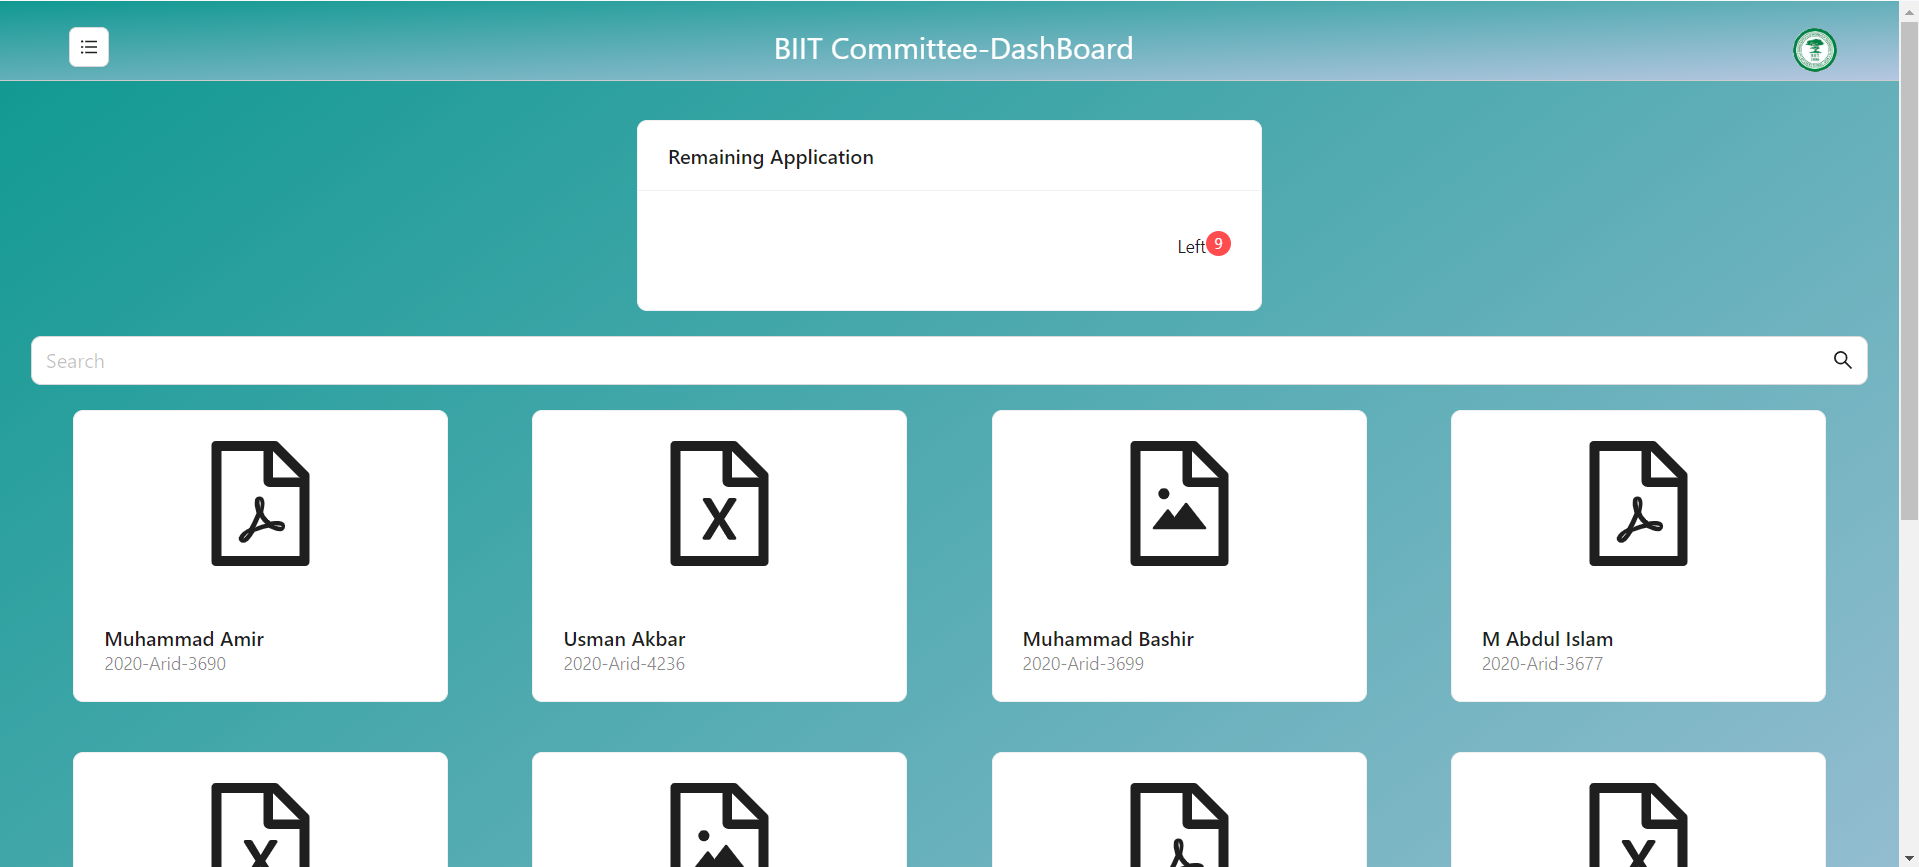 BIIT Committee-DashBoard
Remaining Application
Left 9
Search
X
Muhammad Amir
Usman Akbar
Muhammad Bashir
M Abdul Islam
2020-Arid-3690
2020-Arid-4236
2020-Arid-3699
2020-Arid-3677
X
X